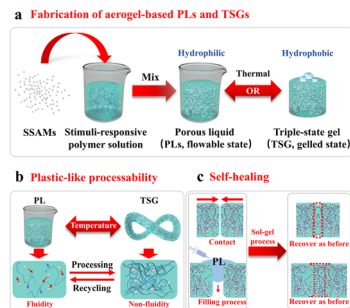 a Fabrication of aerogel-based PLs and TSGs
Hydrophilic
Hydrophobic
Mix
Thermal
OR
SSAMs
Stimuli-responsive
polymer solution
Porous liquid
(PLs, flowable state)
Triple-state gel
(TSG, gelled state)
b Plastic-like processability
PL
TSG
Temperature
Processing
Recycling
Fluidity
Non-fluidity
c Self-healing
Contact
PL
Filling process
Sol-gel
process
Recover as before
Recover as before